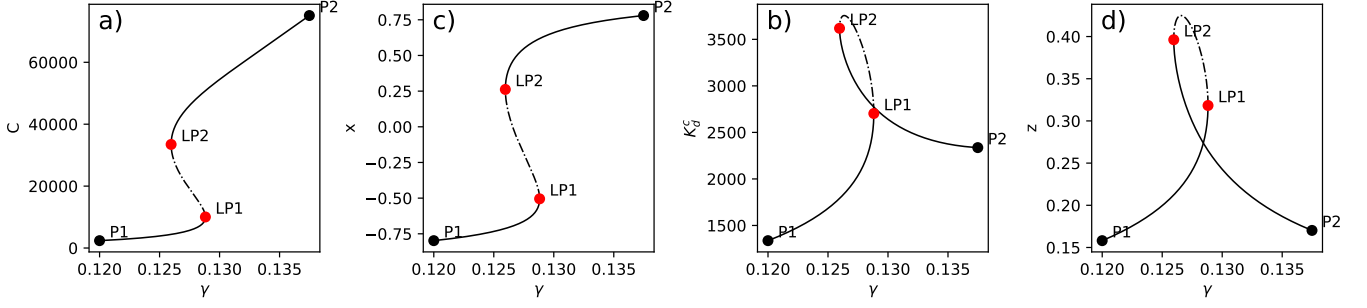 a)
P2
LP2
LP1
P1
60000
40000
20000
0
C
0.120 0.125 0.130 0.135
γ
c)
P2
LP2
LP1
P1
0.75
0.50
0.25
0.00
−0.25
−0.50
−0.75
x
0.120 0.125 0.130 0.135
γ
b)
LP2
LP1
P2
P1
3500
3000
2500
2000
1500
K_d^c
0.120 0.125 0.130 0.135
γ
d)
LP2
LP1
P1
P2
0.40
0.35
0.30
0.25
0.20
0.15
z
0.120 0.125 0.130 0.135
γ